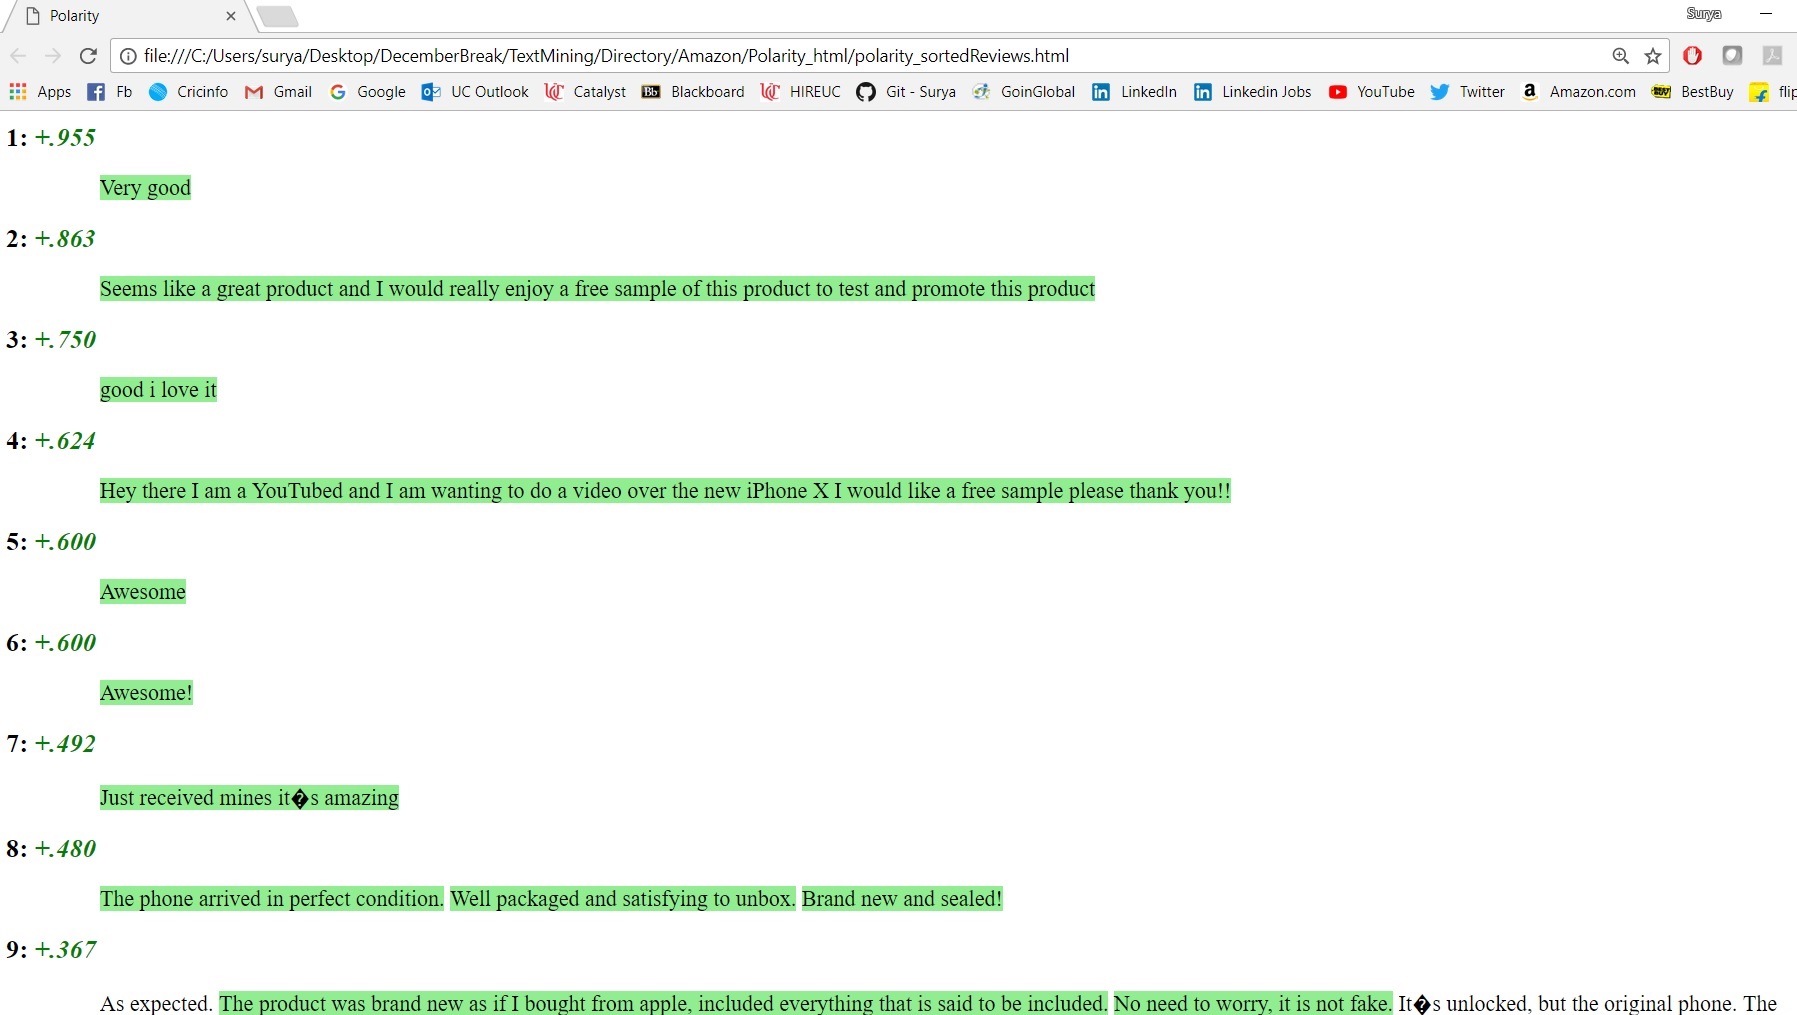 Polarity
Surya
file:///C:/Users/surya/Desktop/DecemberBreak/TextMining/Directory/Amazon/Polarity_html/polarity_sortedReviews.html
Apps Fb Cricinfo Gmail Google UC Outlook Catalyst Bb Blackboard HIREUC Git - Surya GoinGlobal LinkedIn Linkedin Jobs YouTube Twitter Amazon.com BestBuy flip
1: +.955
Very good
2: +.863
Seems like a great product and I would really enjoy a free sample of this product to test and promote this product
3: +.750
good i love it
4: +.624
Hey there I am a YouTubed and I am wanting to do a video over the new iPhone X I would like a free sample please thank you!!
5: +.600
Awesome
6: +.600
Awesome!
7: +.492
Just received mines it�s amazing
8: +.480
The phone arrived in perfect condition. Well packaged and satisfying to unbox. Brand new and sealed!
9: +.367
As expected. The product was brand new as if I bought from apple, included everything that is said to be included. No need to worry, it is not fake. It�s unlocked, but the original phone. The